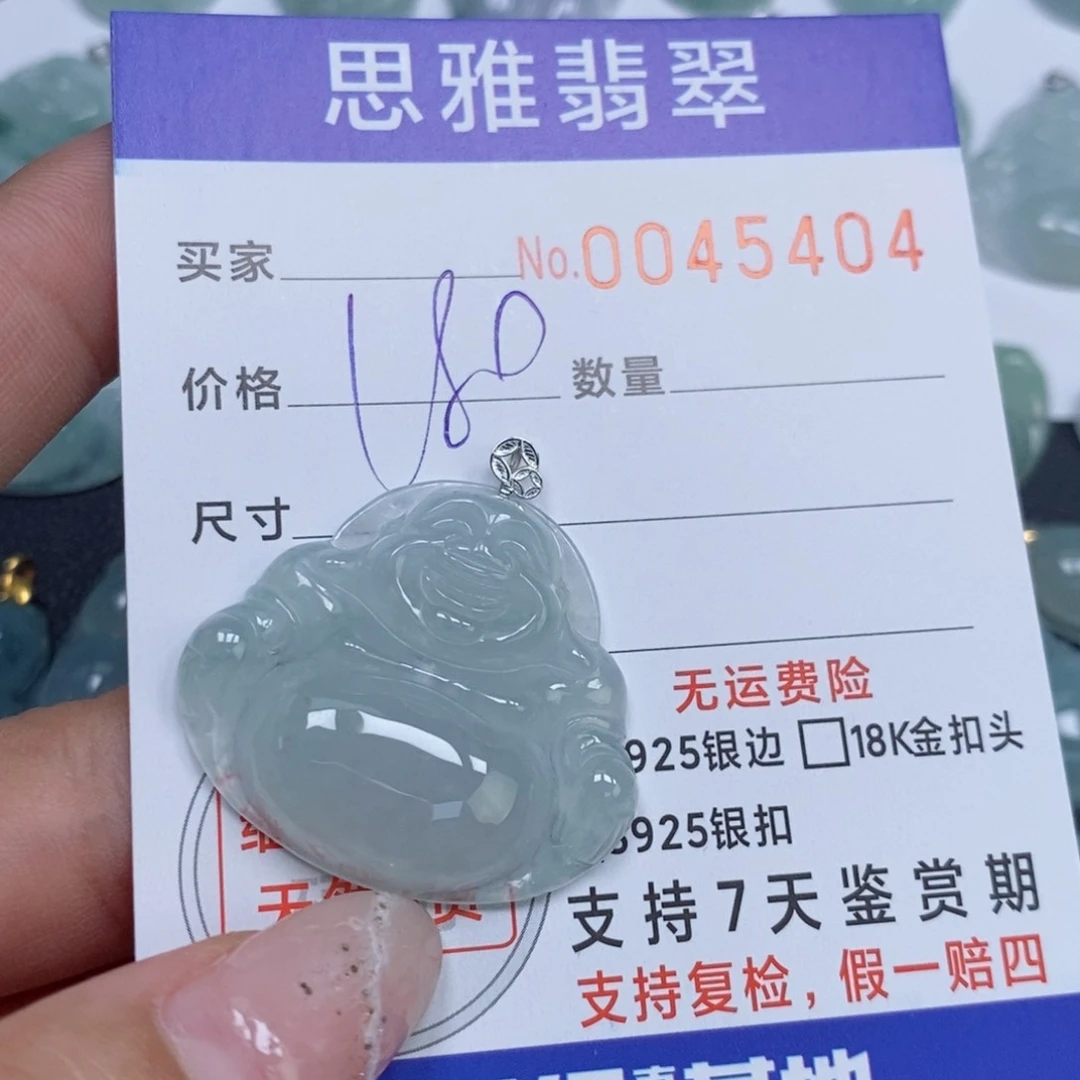 思雅翡翠
买家 No.0045404
价格 数量
尺寸
无运费险
925银边 □18K金扣头
S925银扣
支持7天鉴赏期
支持复检，假一赔四